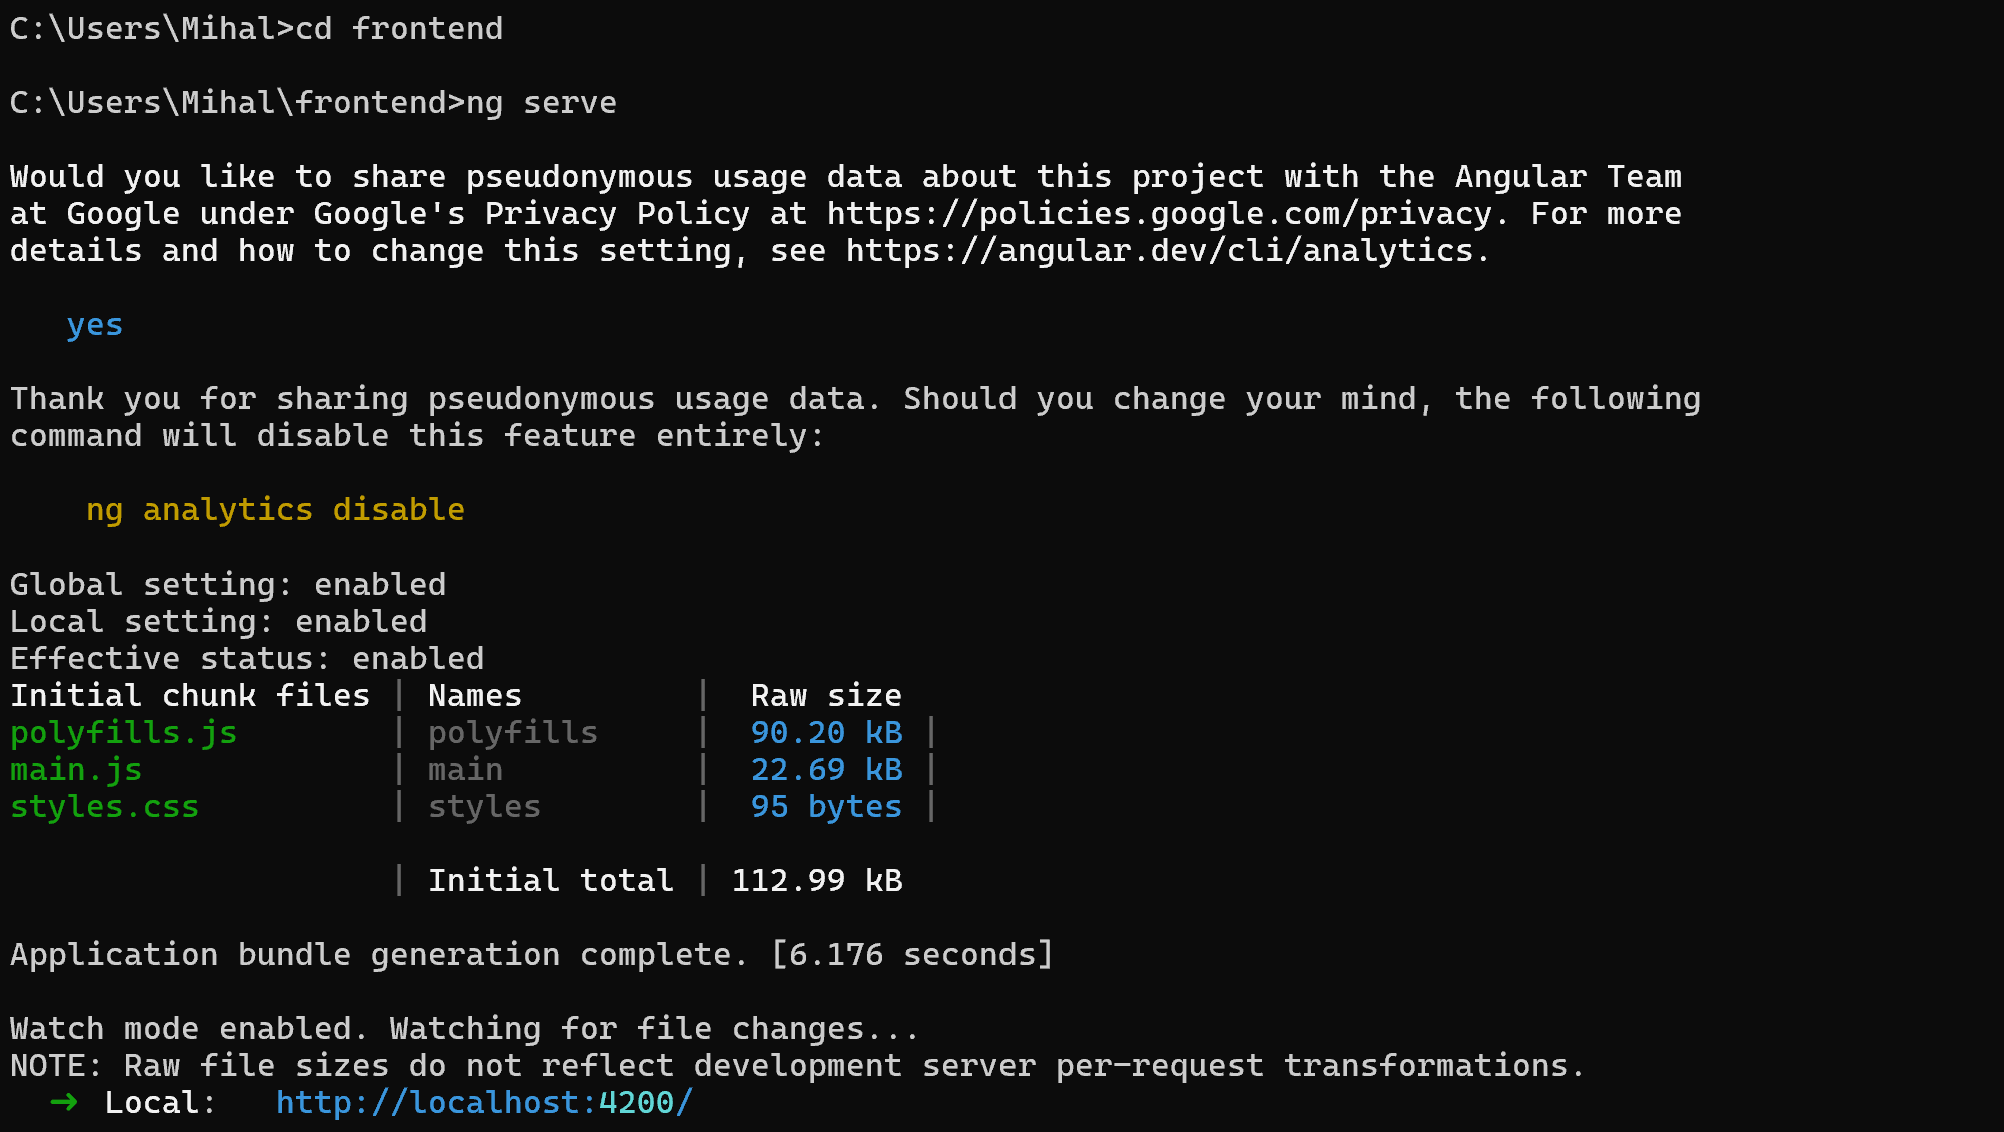 C:\Users\Mihal>cd frontend
C:\Users\Mihal\frontend>ng serve
Would you like to share pseudonymous usage data about this project with the Angular Team
at Google under Google's Privacy Policy at https://policies.google.com/privacy. For more
details and how to change this setting, see https://angular.dev/cli/analytics.
yes
Thank you for sharing pseudonymous usage data. Should you change your mind, the following
command will disable this feature entirely:
ng analytics disable
Global setting: enabled
Local setting: enabled
Effective status: enabled
Initial chunk files | Names | Raw size
polyfills.js | polyfills | 90.20 kB |
main.js | main | 22.69 kB |
styles.css | styles | 95 bytes |
| Initial total | 112.99 kB
Application bundle generation complete. [6.176 seconds]
Watch mode enabled. Watching for file changes...
NOTE: Raw file sizes do not reflect development server per-request transformations.
➜ Local: http://localhost:4200/